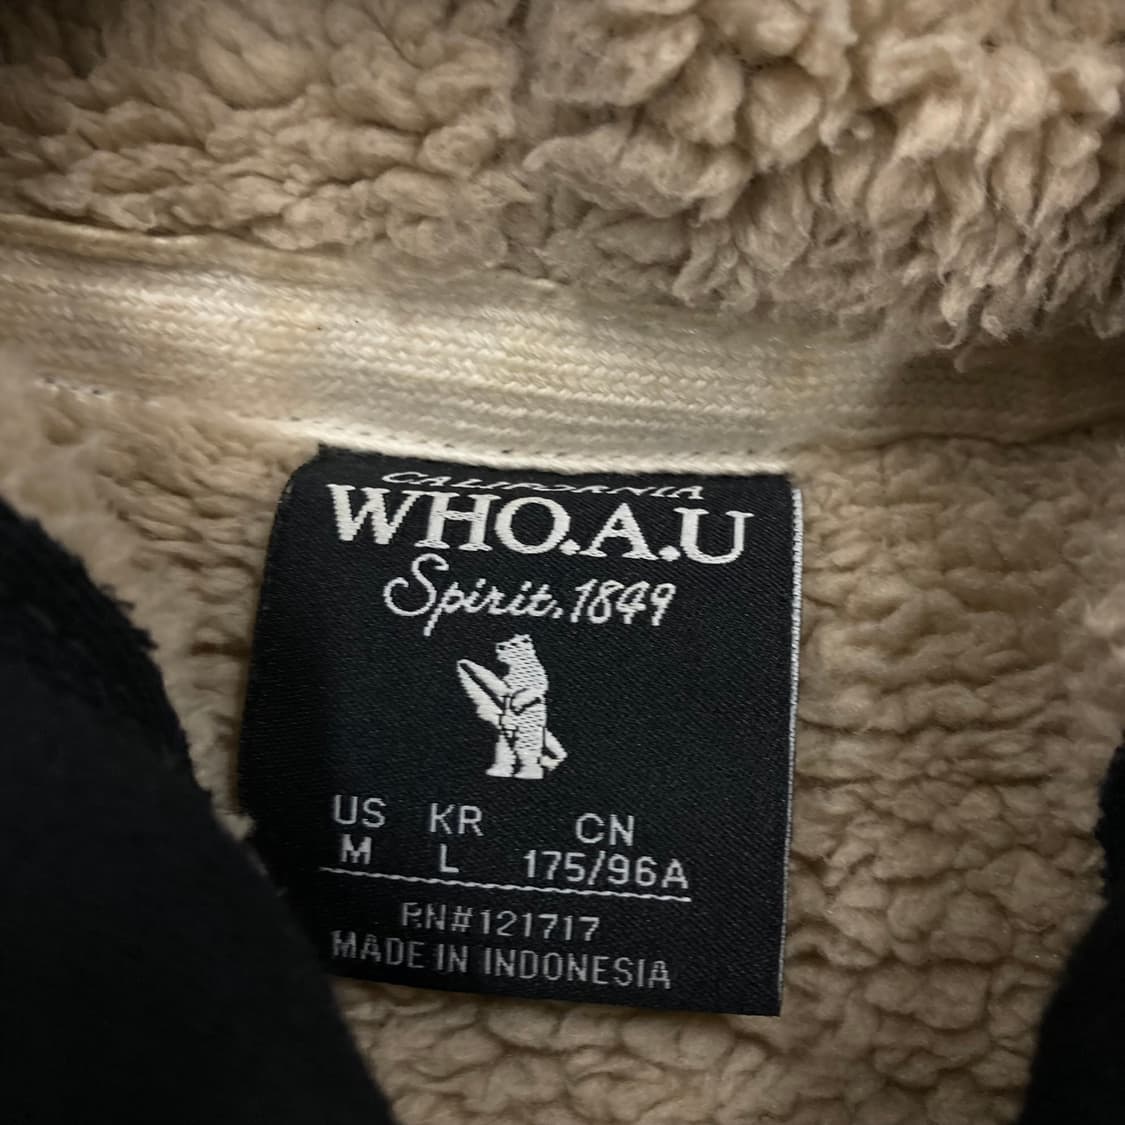 CALIFORNIA
WHO.A.U
Spirit.1849
US KR CN
M L 175/96A
RN#121717
MADE IN INDONESIA